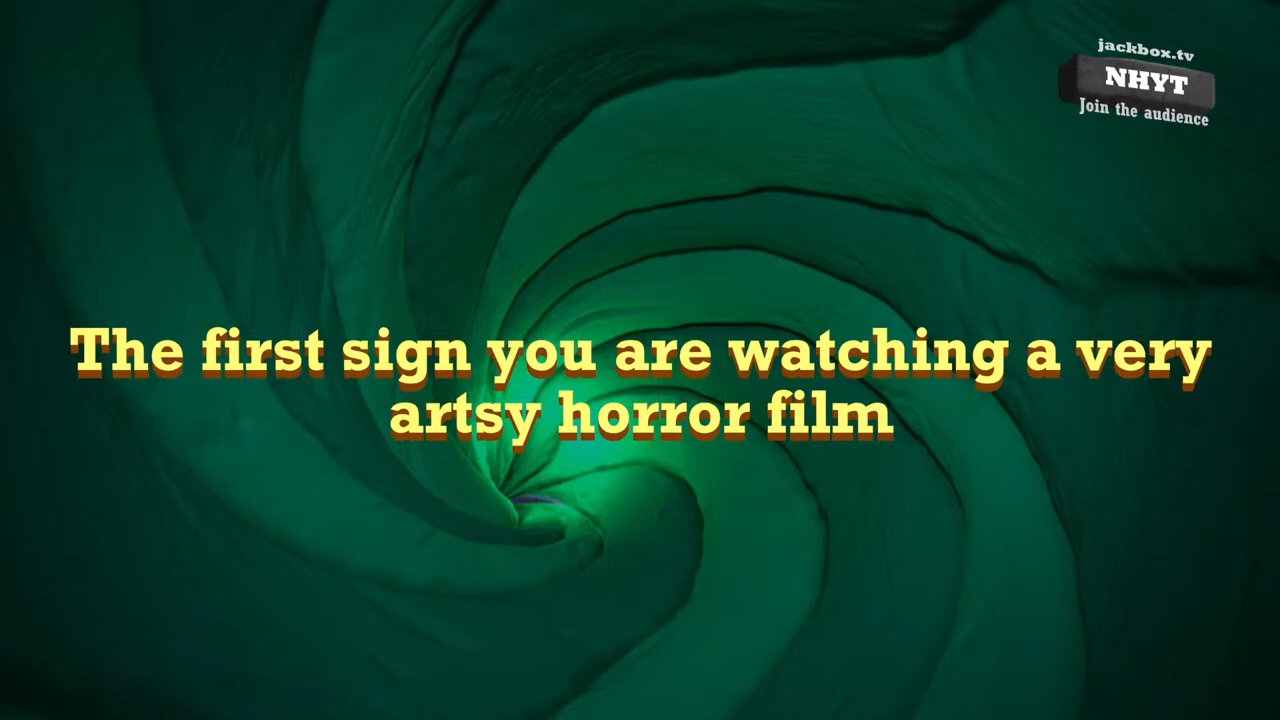 jackbox.tv
NHYT
Join the audience
The first sign you are watching a very
artsy horror film